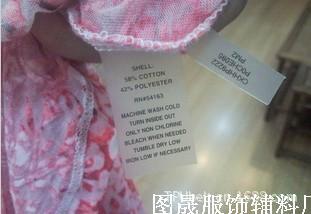 SHELL:
58% COTTON
42% POLYESTER
RN#54163
MACHINE WASH COLD
TURN INSIDE OUT
ONLY NON CHLORINE
BLEACH WHEN NEEDED
TUMBLE DRY LOW
IRON LOW IF NECESSARY
PM2
图晟服饰辅料厂